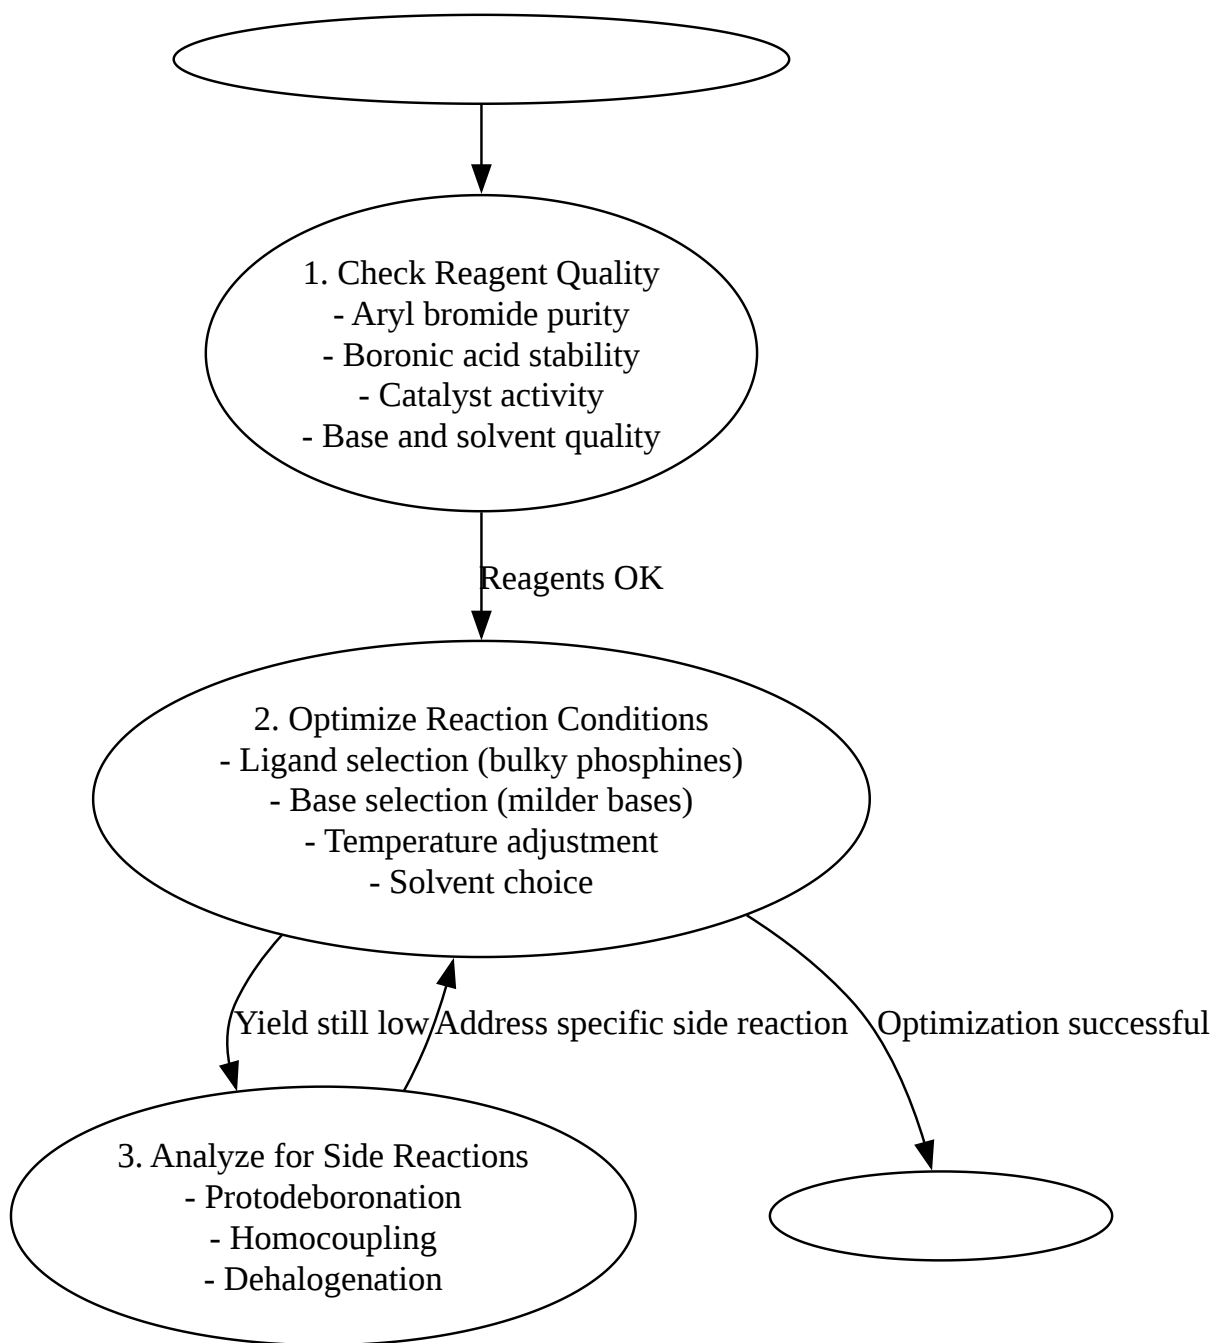 1. Check Reagent Quality
- Aryl bromide purity
- Boronic acid stability
- Catalyst activity
- Base and solvent quality
Reagents OK
2. Optimize Reaction Conditions
- Ligand selection (bulky phosphines)
- Base selection (milder bases)
- Temperature adjustment
- Solvent choice
Yield still low
Address specific side reaction
Optimization successful
3. Analyze for Side Reactions
- Protodeboronation
- Homocoupling
- Dehalogenation